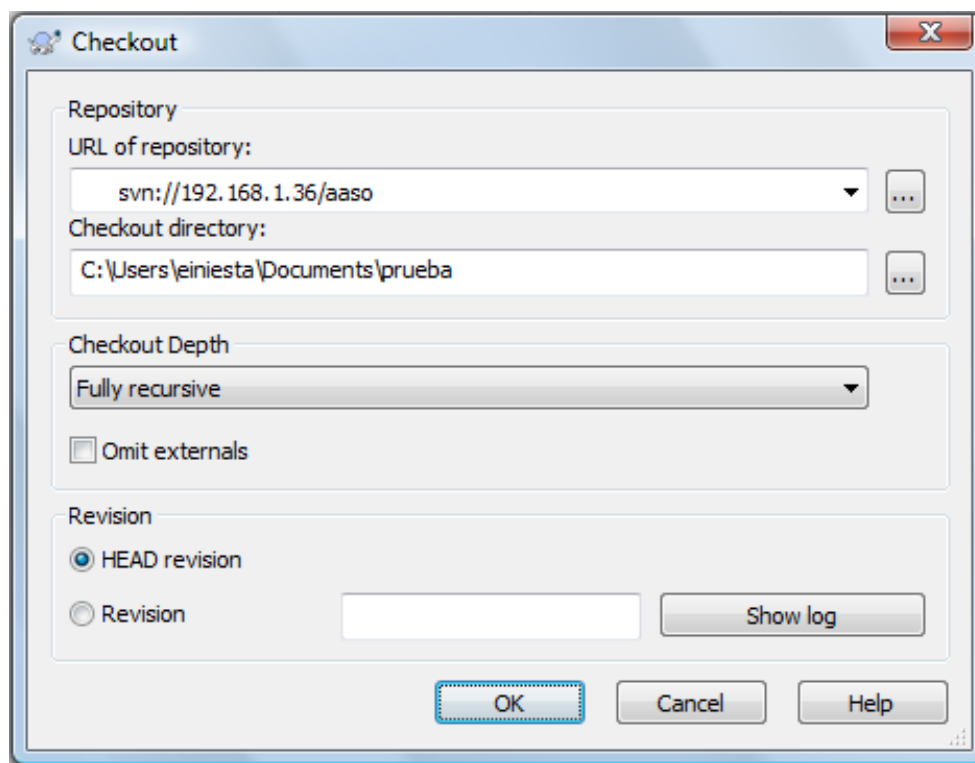 Checkout
Repository
URL of repository:
svn://192.168.1.36/aaso
...
Checkout directory:
C:\Users\einiesta\Documents\prueba
...
Checkout Depth
Fully recursive
Omit externals
Revision
HEAD revision
Revision
Show log
OK Cancel Help